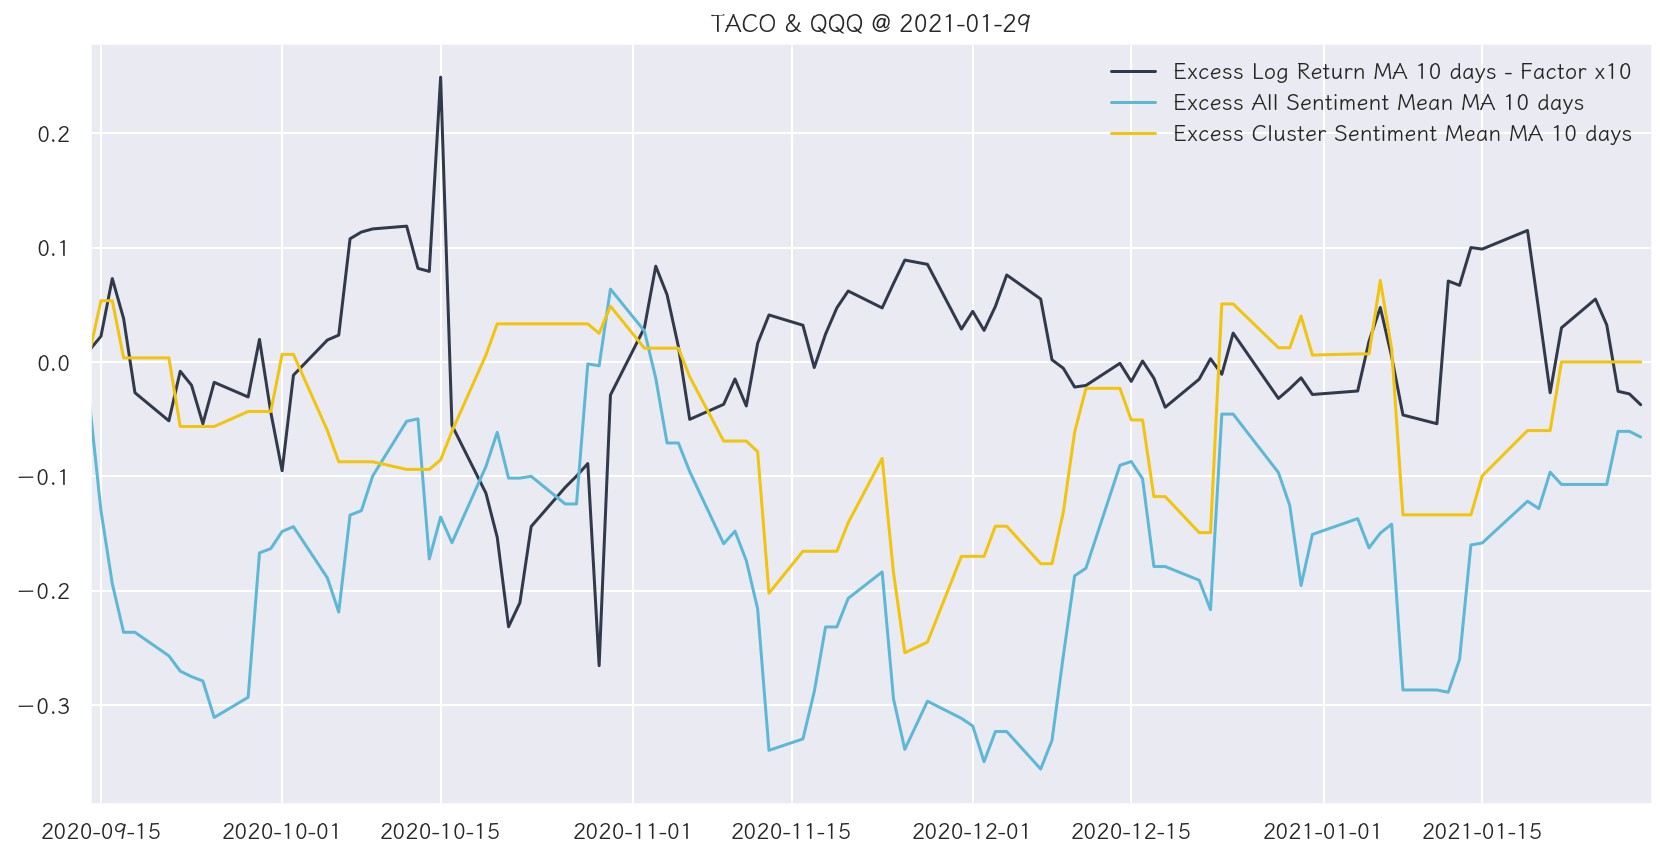 TACO & QQQ @ 2021-01-29
Excess Log Return MA 10 days - Factor x10
Excess All Sentiment Mean MA 10 days
Excess Cluster Sentiment Mean MA 10 days
0.2
0.1
0.0
−0.1
−0.2
−0.3
2020-09-15 2020-10-01 2020-10-15 2020-11-01 2020-11-15 2020-12-01 2020-12-15 2021-01-01 2021-01-15